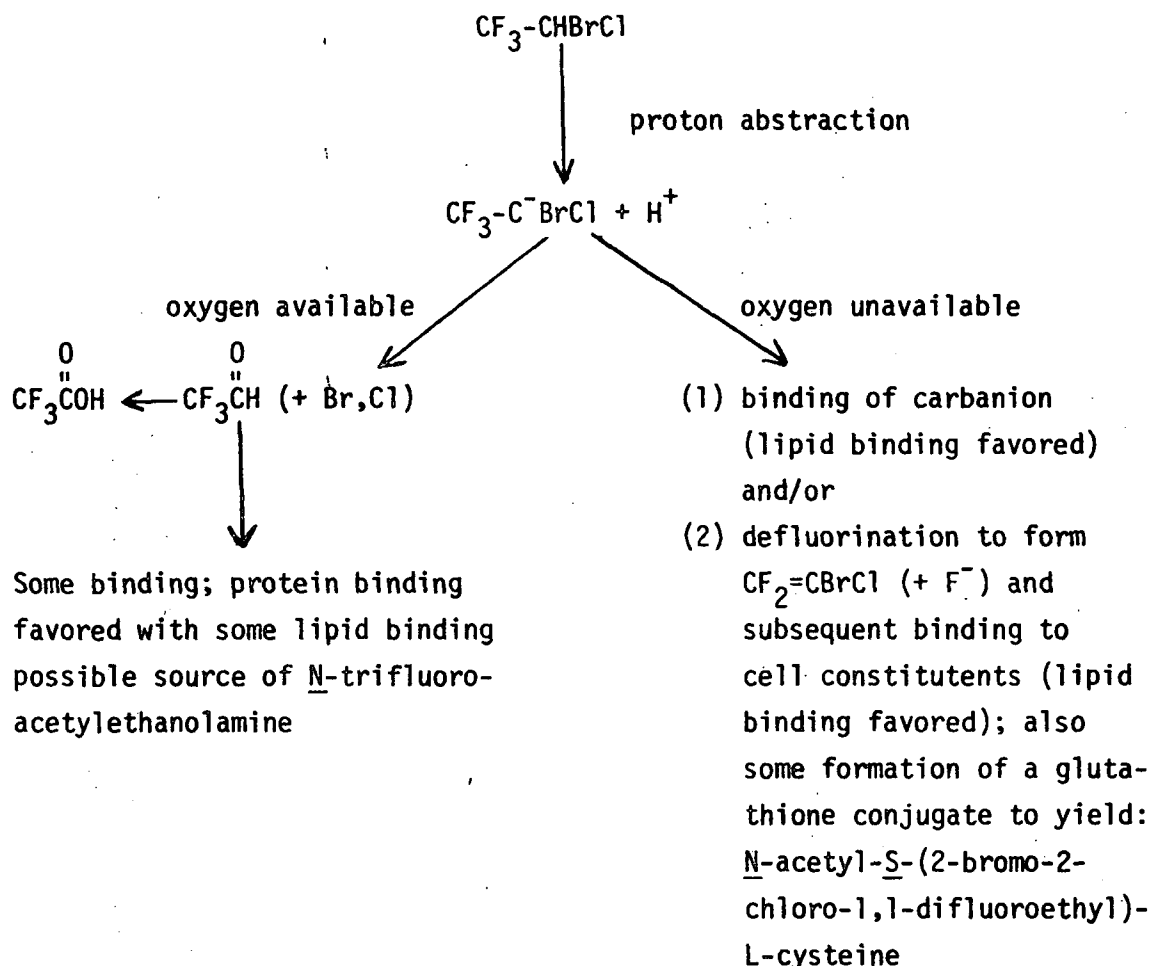 CF3-CHBrCl
proton abstraction
CF3-C-BrCl + H+
oxygen available
oxygen unavailable
O O
" "
CF3COH CF3CH (+ Br,Cl)
Some binding; protein binding
favored with some lipid binding
possible source of N-trifluoro-
acetylethanolamine
(1) binding of carbanion
(lipid binding favored)
and/or
(2) defluorination to form
CF2=CBrCl (+ F-) and
subsequent binding to
cell constitutents (lipid
binding favored); also
some formation of a gluta-
thione conjugate to yield:
N-acetyl-S-(2-bromo-2-
chloro-1,1-difluoroethyl)-
L-cysteine